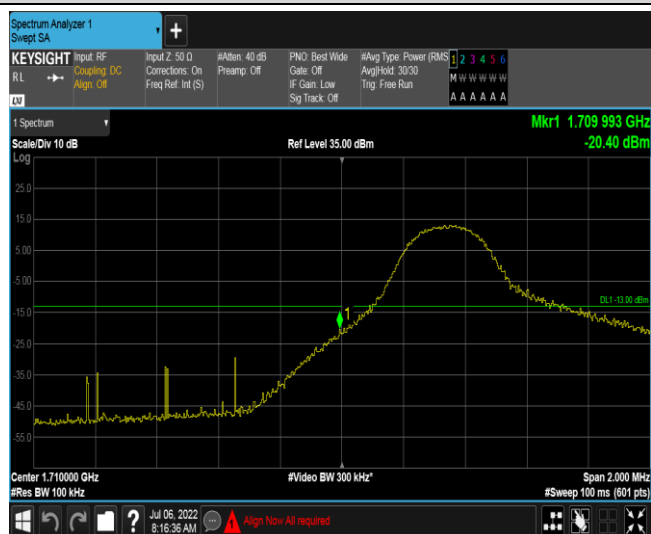 Spectrum Analyzer 1
Swept SA
+
KEYSIGHT
RL
LXI
Input: RF
Coupling: DC
Align: Off
Input Z: 50 Ω
Corrections: On
Freq Ref: Int (S)
#Atten: 40 dB
Preamp: Off
PNO: Best Wide
Gate: Off
IF Gain: Low
Sig Track: Off
#Avg Type: Power (RMS
Avg|Hold: 30/30
Trig: Free Run
1 2 3 4 5 6
M W W W W W
A A A A A A
1 Spectrum
Mkr1 1.709 993 GHz
Scale/Div 10 dB
Ref Level 35.00 dBm
-20.40 dBm
Log
25.0
15.0
5.00
-5.00
DL1 -13.00 dBm
1
-15.0
-25.0
-35.0
-45.0
-55.0
Center 1.710000 GHz
#Video BW 300 kHz*
Span 2.000 MHz
#Res BW 100 kHz
#Sweep 100 ms (601 pts)
?
Jul 06, 2022
8:16:36 AM
Align Now All required